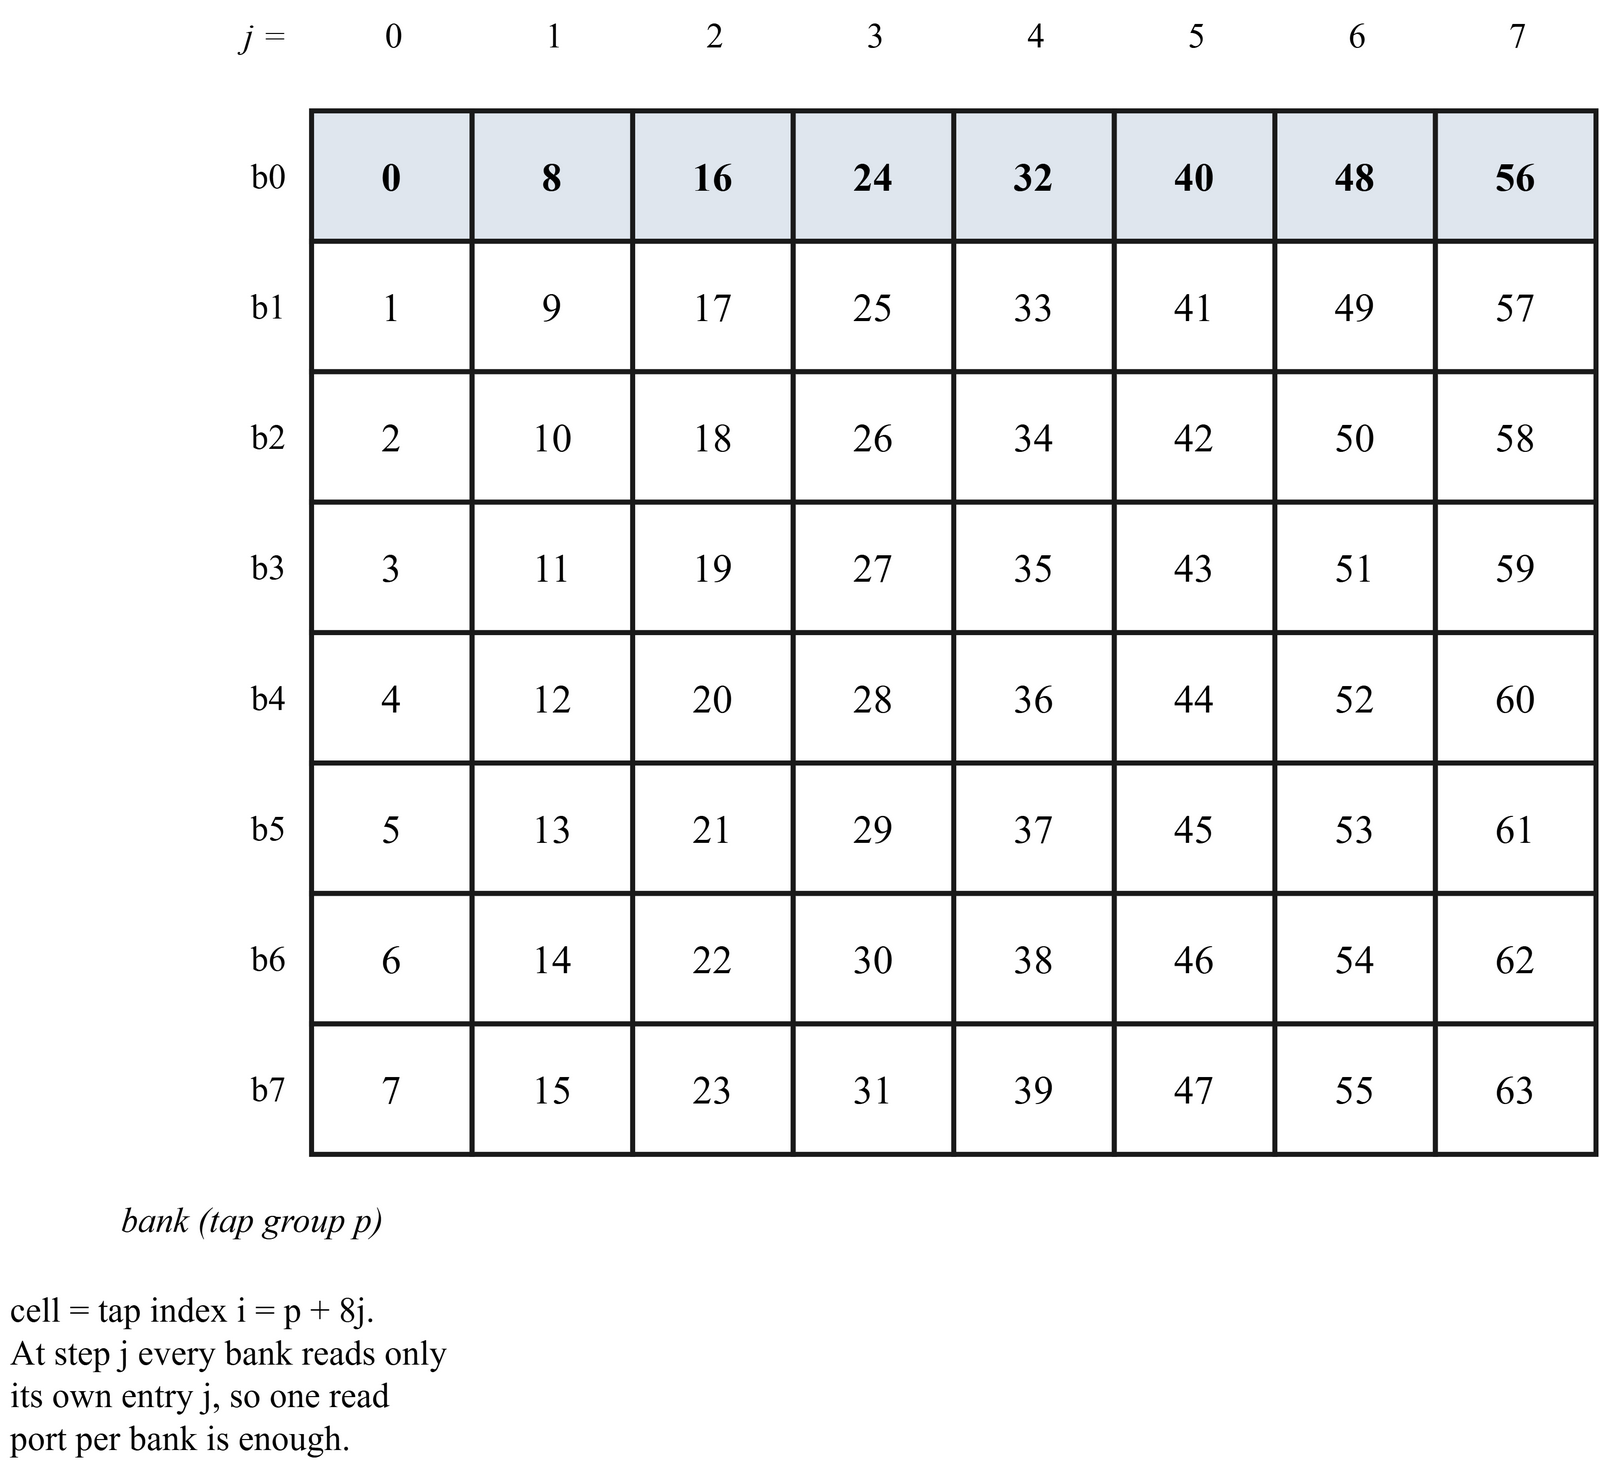 j = 0 1 2 3 4 5 6 7
b0 0 8 16 24 32 40 48 56
b1 1 9 17 25 33 41 49 57
b2 2 10 18 26 34 42 50 58
b3 3 11 19 27 35 43 51 59
b4 4 12 20 28 36 44 52 60
b5 5 13 21 29 37 45 53 61
b6 6 14 22 30 38 46 54 62
b7 7 15 23 31 39 47 55 63
bank (tap group p)
cell = tap index i = p + 8j.
At step j every bank reads only
its own entry j, so one read
port per bank is enough.